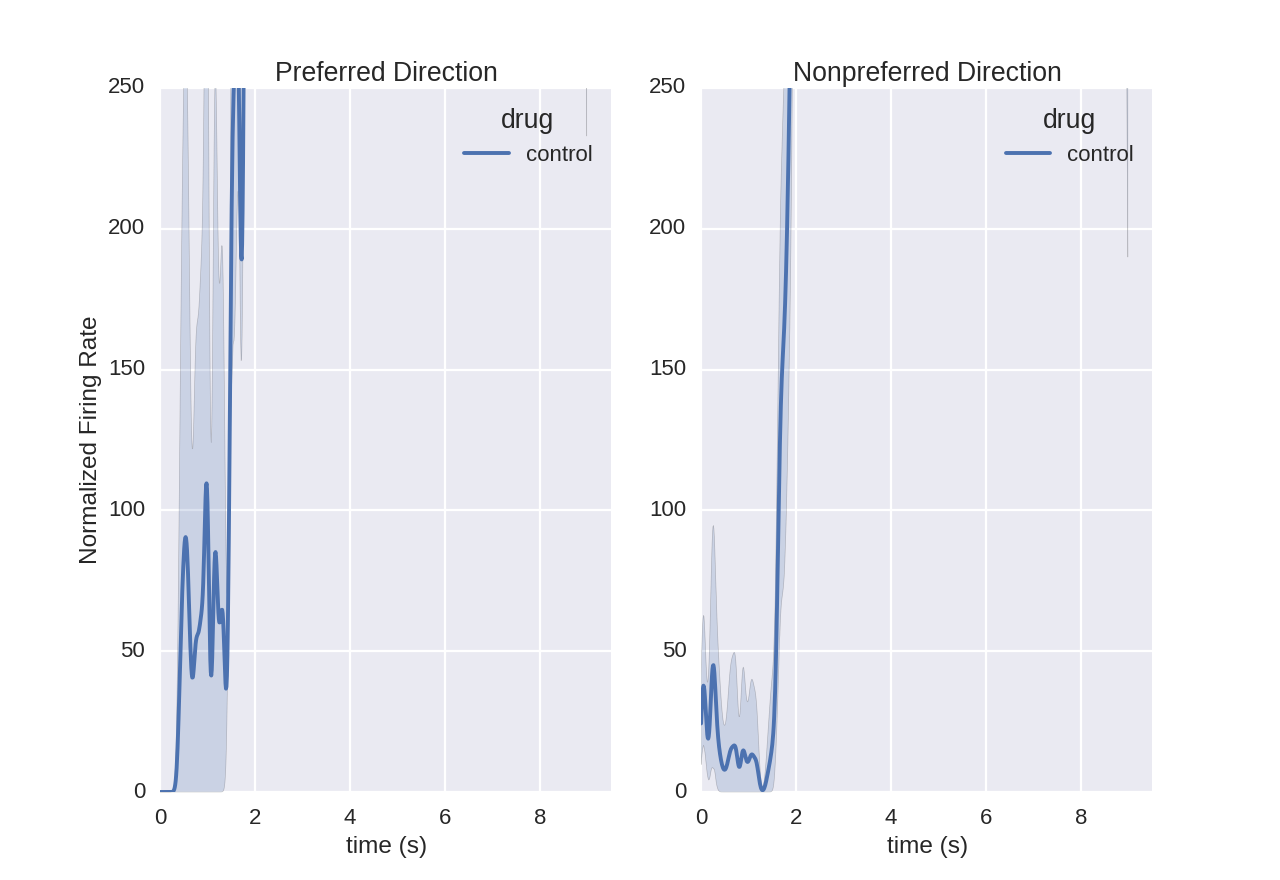 Preferred Direction
Nonpreferred Direction
250
200
150
100
50
0
Normalized Firing Rate
drug
control
0 2 4 6 8
time (s)
250
200
150
100
50
0
drug
control
0 2 4 6 8
time (s)